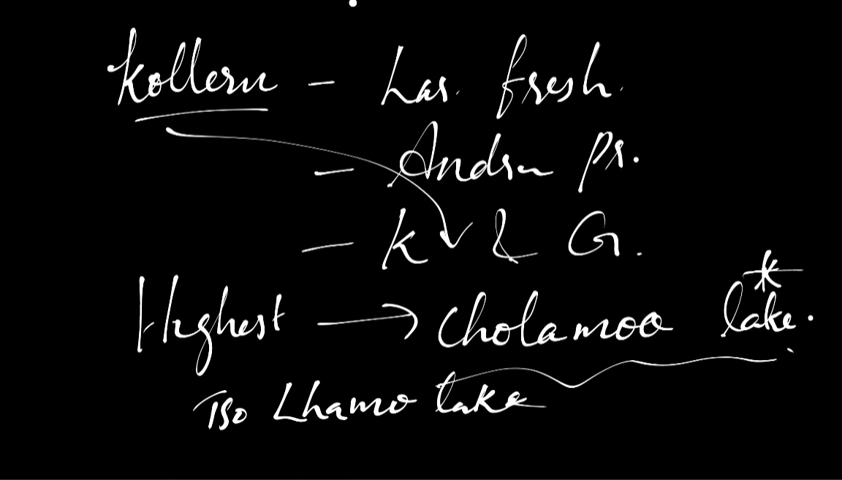 Kolleru - Lar. fresh.
- Andra Pr.
- K & G.
Highest → Cholamoo lake.
Tso Lhamo lake